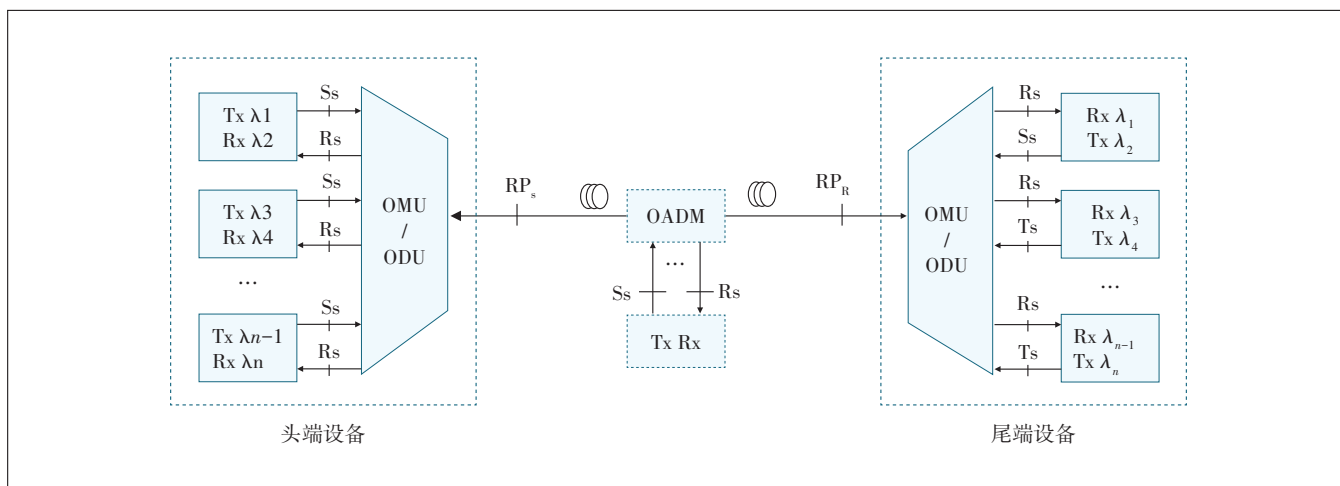 Tx λ1
Rx λ2
Ss
Rs
Tx λ3
Rx λ4
Ss
Rs
...
Tx λn−1
Rx λn
Ss
Rs
OMU
/
ODU
头端设备
RPs
OADM
...
Ss
Rs
Tx Rx
RPR
OMU
/
ODU
Rs
Ss
Rx λ1
Tx λ2
Rs
Ts
Rx λ3
Tx λ4
...
Rs
Ts
Rx λn−1
Tx λn
尾端设备